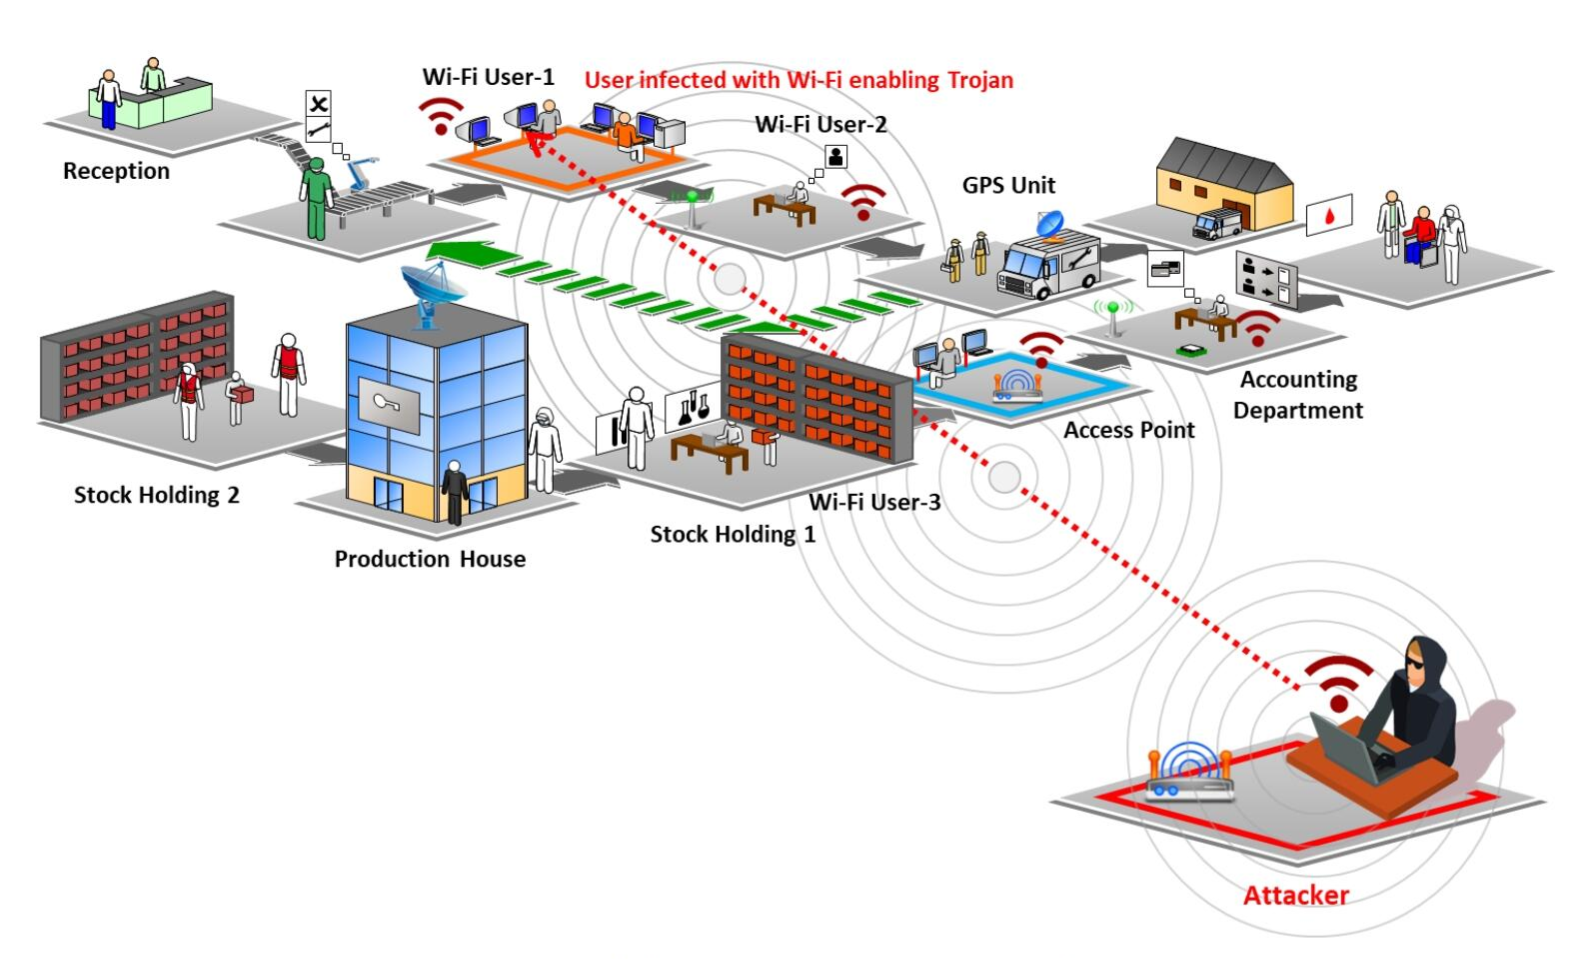 Wi-Fi User-1
User infected with Wi-Fi enabling Trojan
Wi-Fi User-2
Reception
GPS Unit
Accounting
Department
Access Point
Stock Holding 2
Wi-Fi User-3
Stock Holding 1
Production House
Attacker